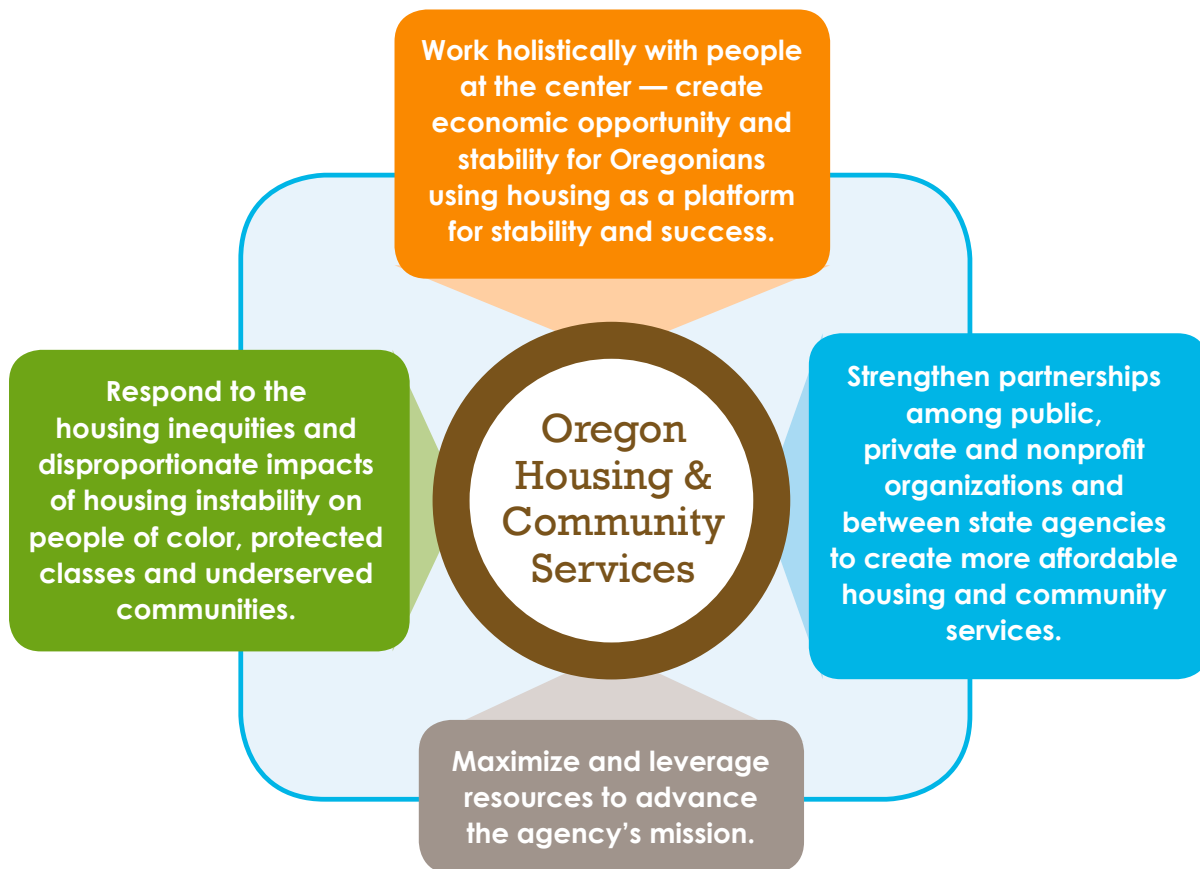 Work holistically with people
at the center — create
economic opportunity and
stability for Oregonians
using housing as a platform
for stability and success.
Respond to the
housing inequities and
disproportionate impacts
of housing instability on
people of color, protected
classes and underserved
communities.
Oregon
Housing &
Community
Services
Strengthen partnerships
among public,
private and nonprofit
organizations and
between state agencies
to create more affordable
housing and community
services.
Maximize and leverage
resources to advance
the agency’s mission.